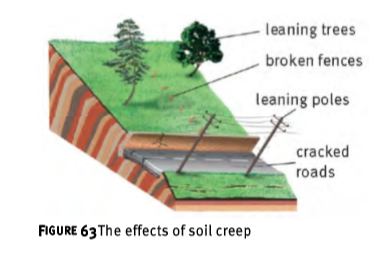 leaning trees
broken fences
leaning poles
cracked
roads
FIGURE 63 The effects of soil creep